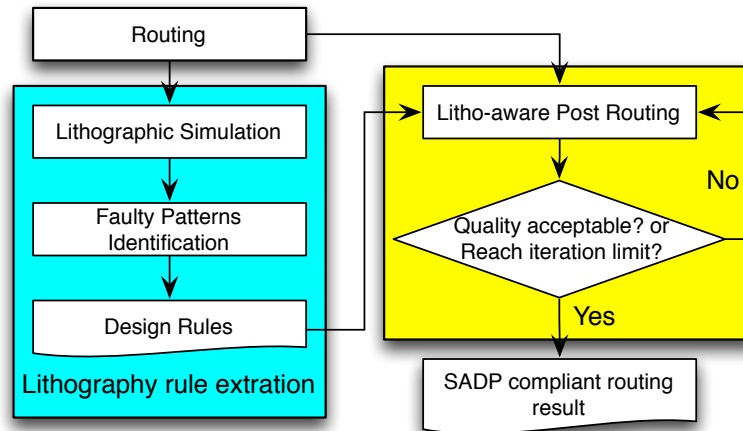 Routing
Lithographic Simulation
Faulty Patterns
Identification
Design Rules
Lithography rule extration
Litho-aware Post Routing
No
Quality acceptable? or
Reach iteration limit?
Yes
SADP compliant routing
result